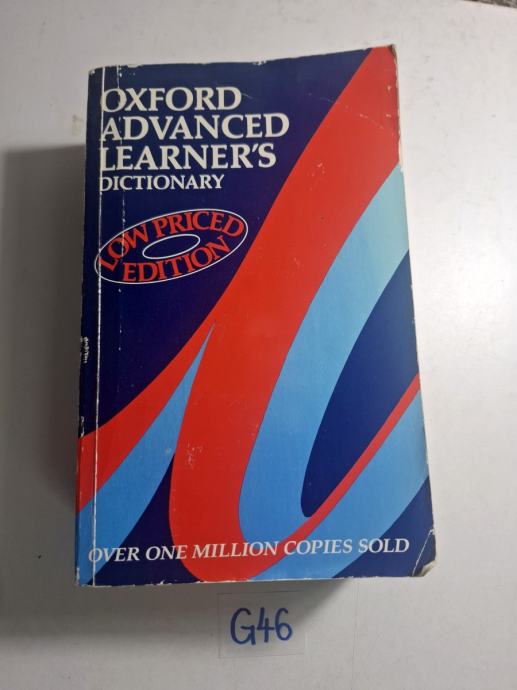 OXFORD
ADVANCED
LEARNER'S
DICTIONARY
LOW PRICED
EDITION
OVER ONE MILLION COPIES SOLD
G46